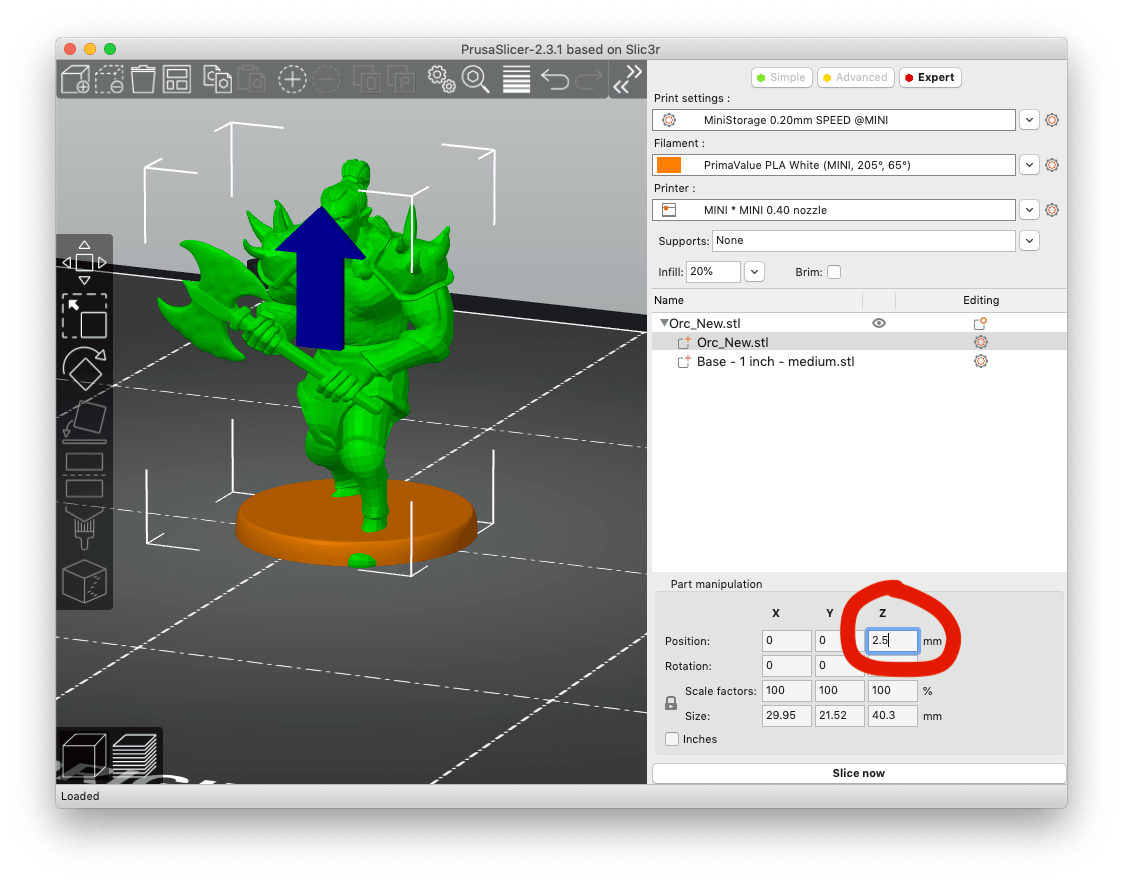 PrusaSlicer-2.3.1 based on Slic3r
Simple Advanced Expert
Print settings :
MiniStorage 0.20mm SPEED @MINI
Filament :
PrimaValue PLA White (MINI, 205°, 65°)
Printer :
MINI * MINI 0.40 nozzle
Supports: None
Infill: 20% Brim:
Name Editing
Orc_New.stl
Orc_New.stl
Base - 1 inch - medium.stl
Part manipulation
X Y Z
Position: 0 0 2.5 mm
Rotation: 0 0
Scale factors: 100 100 100 %
Size: 29.95 21.52 40.3 mm
Inches
Slice now
Loaded